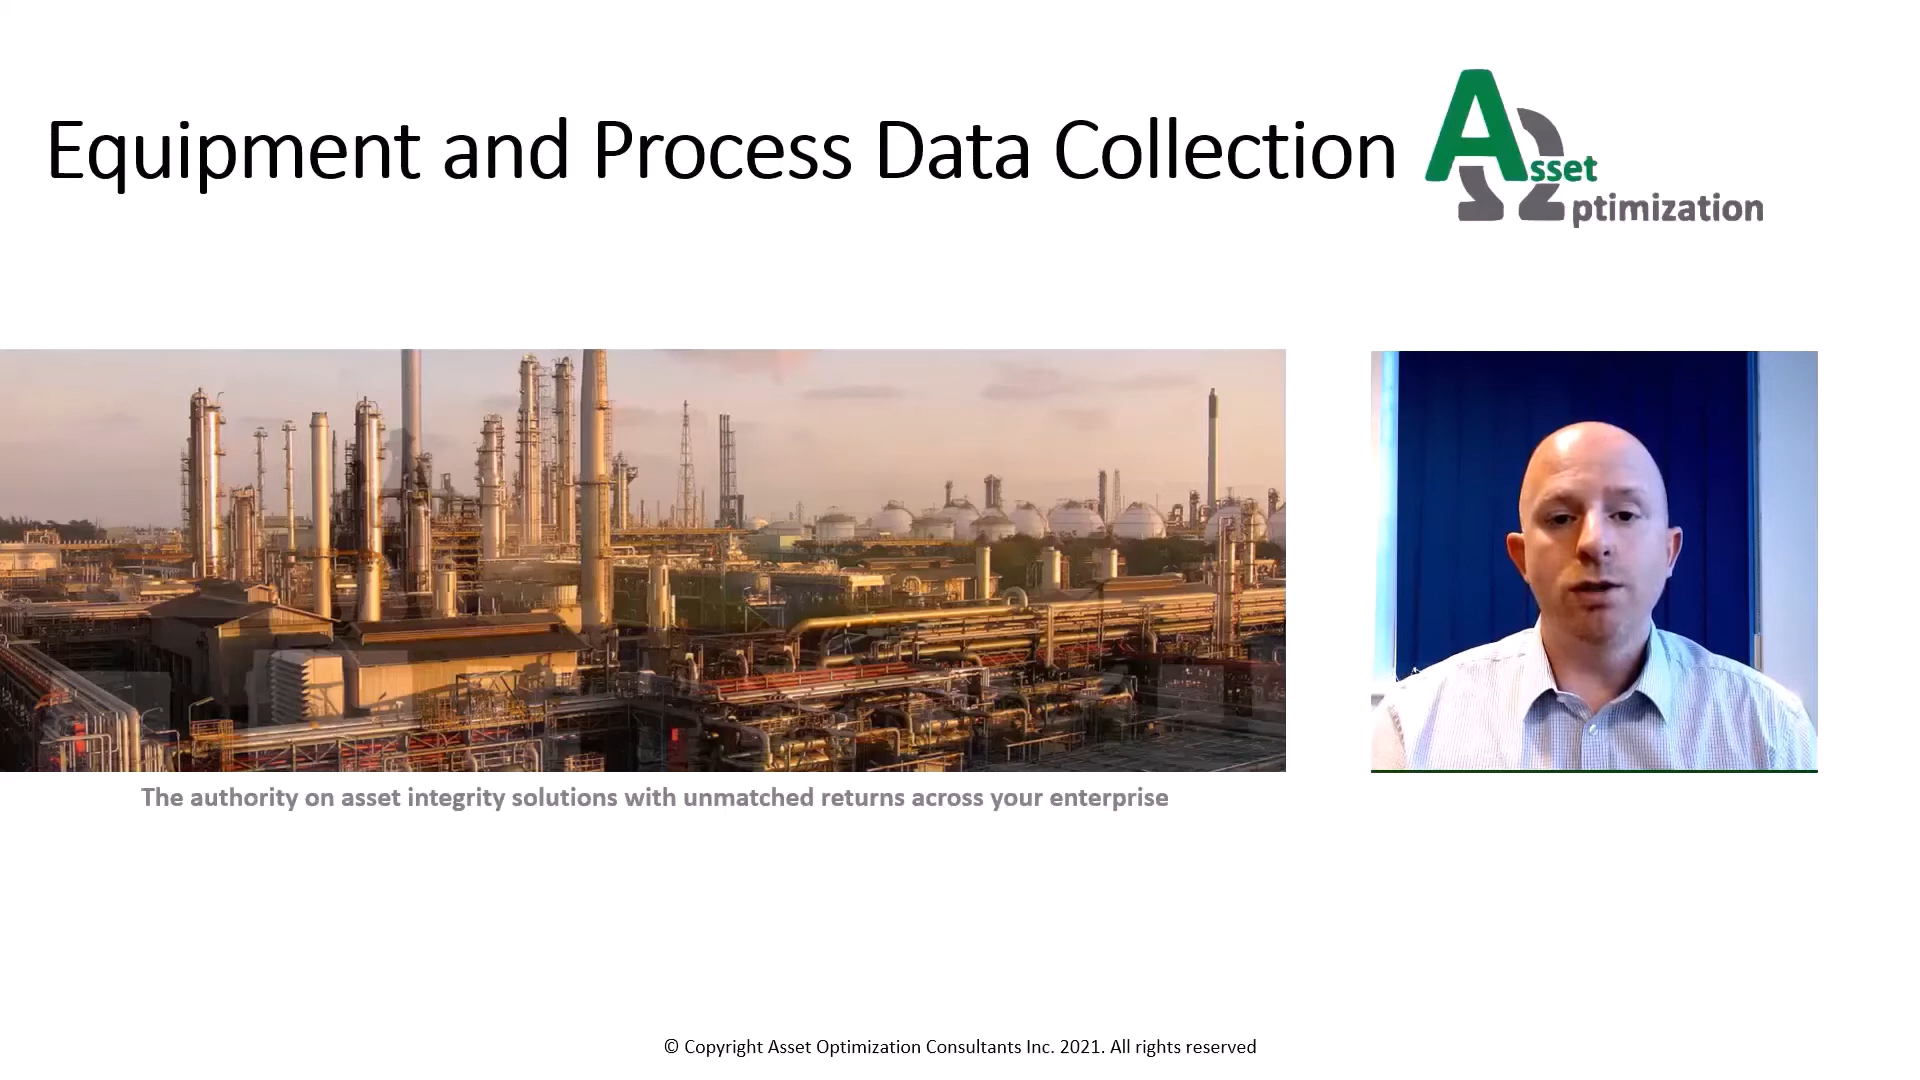 Equipment and Process Data Collection
Asset
Optimization
The authority on asset integrity solutions with unmatched returns across your enterprise
© Copyright Asset Optimization Consultants Inc. 2021. All rights reserved